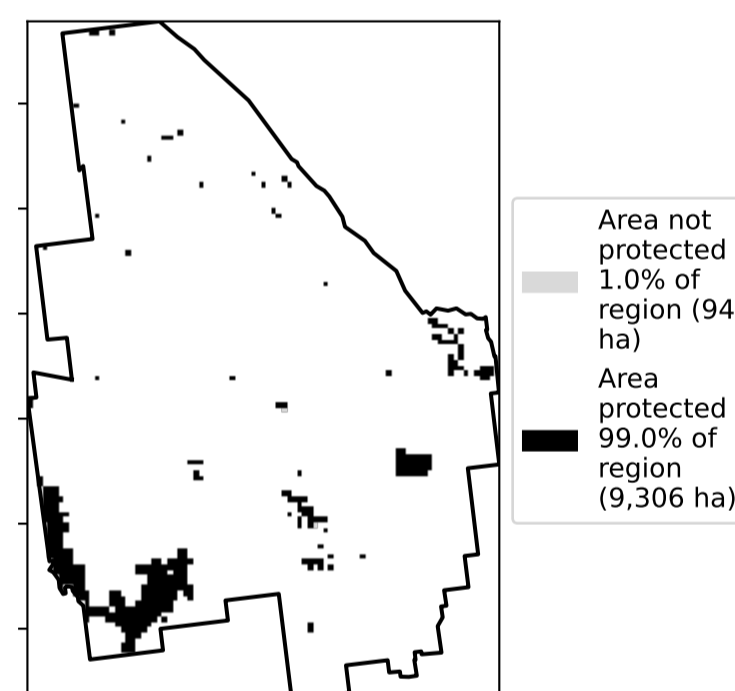 Area not
protected
1.0% of
region (94
ha)
Area
protected
99.0% of
region
(9,306 ha)